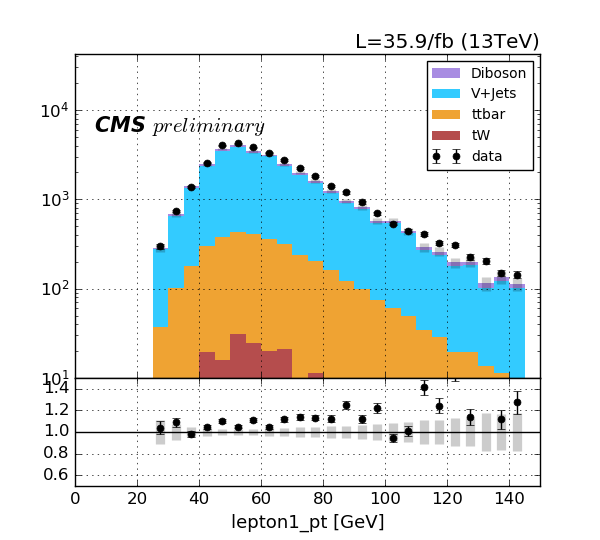 L=35.9/fb (13TeV)
CMS preliminary
Diboson
V+Jets
ttbar
tW
data
10^4
10^3
10^2
10^1
1.4
1.2
1.0
0.8
0.6
0 20 40 60 80 100 120 140
lepton1_pt [GeV]